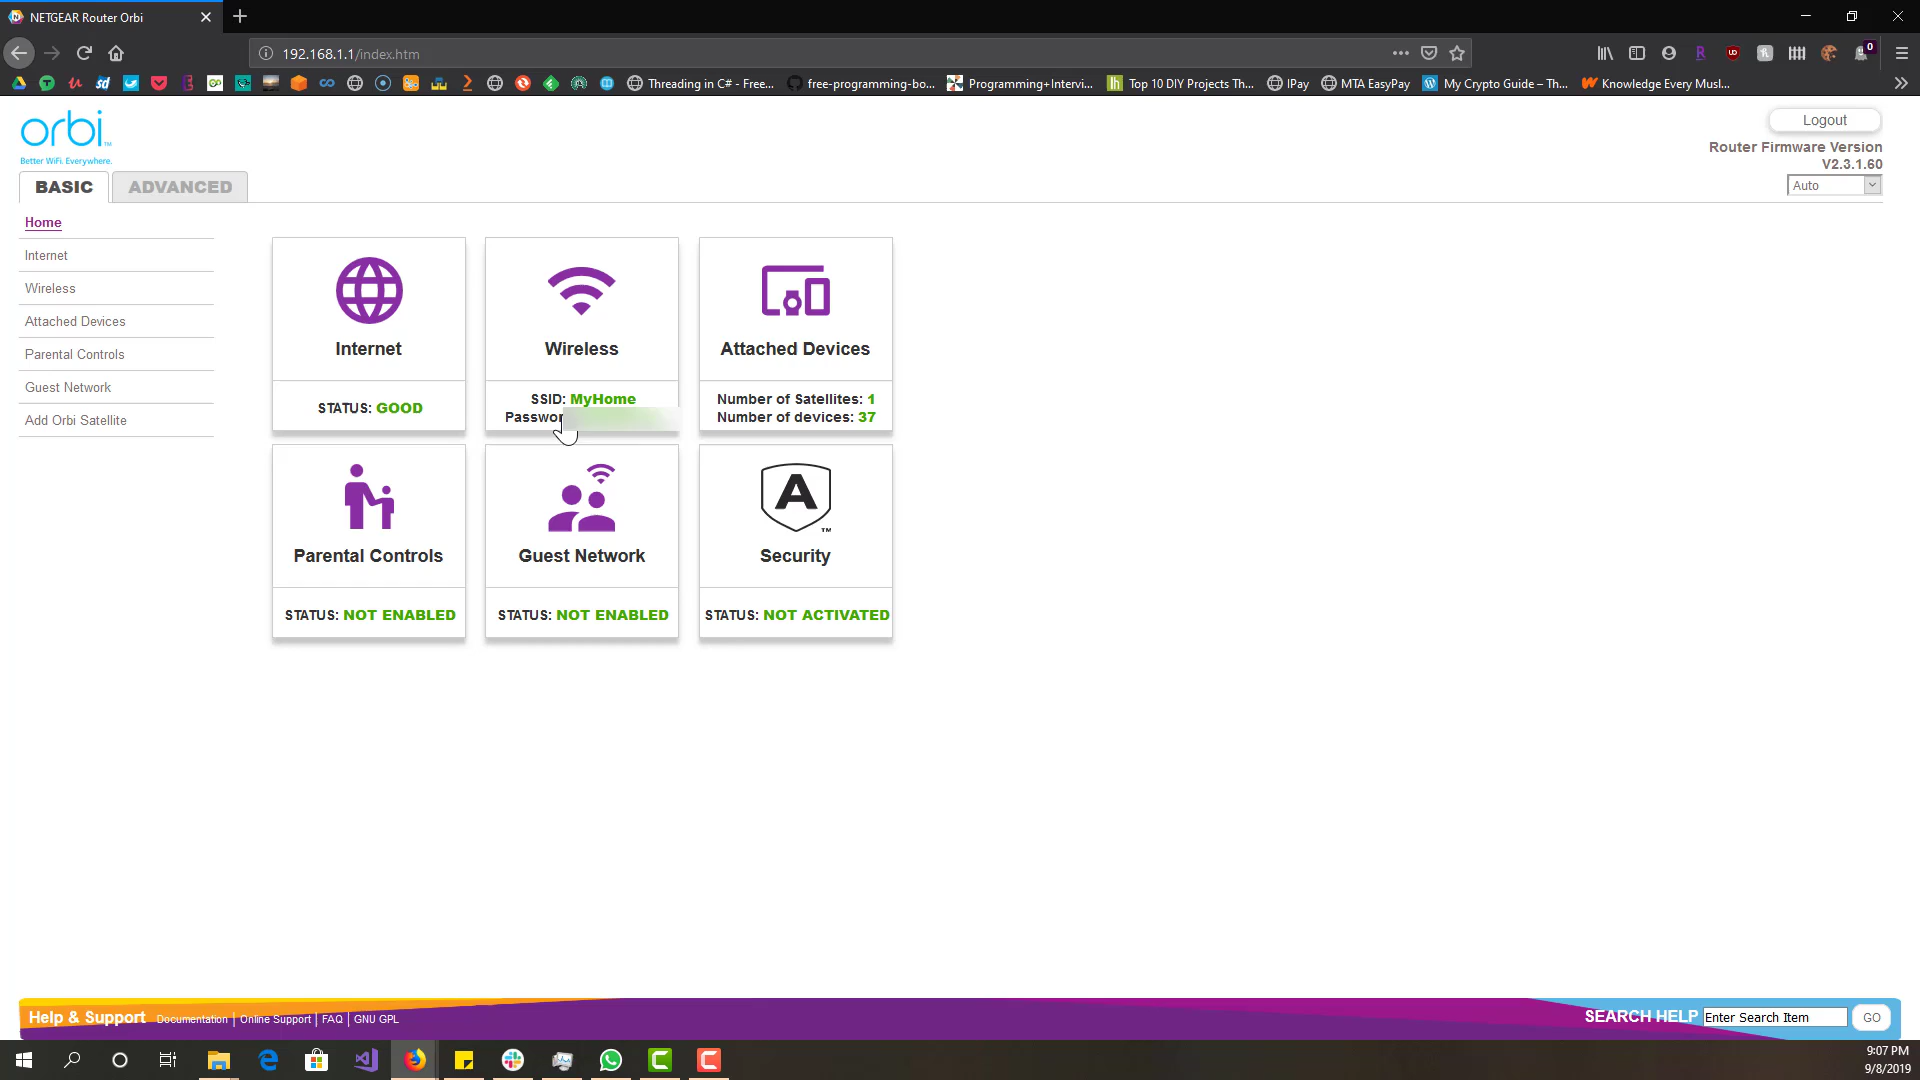 NETGEAR Router Orbi
192.168.1.1/index.htm
0
Threading in C# - Free... free-programming-bo... Programming+Intervi... Top 10 DIY Projects Th... IPay MTA EasyPay My Crypto Guide – Th... Knowledge Every Musl...
orbi™
Better WiFi. Everywhere.
Logout
Router Firmware Version
V2.3.1.60
Auto
BASIC ADVANCED
Home
Internet
Wireless
Attached Devices
Parental Controls
Guest Network
Add Orbi Satellite
Internet
STATUS: GOOD
Wireless
SSID: MyHome
Passwor
Attached Devices
Number of Satellites: 1
Number of devices: 37
Parental Controls
STATUS: NOT ENABLED
Guest Network
STATUS: NOT ENABLED
A™
Security
STATUS: NOT ACTIVATED
Help & Support Documentation | Online Support | FAQ | GNU GPL
SEARCH HELP Enter Search Item GO
9:07 PM
9/8/2019